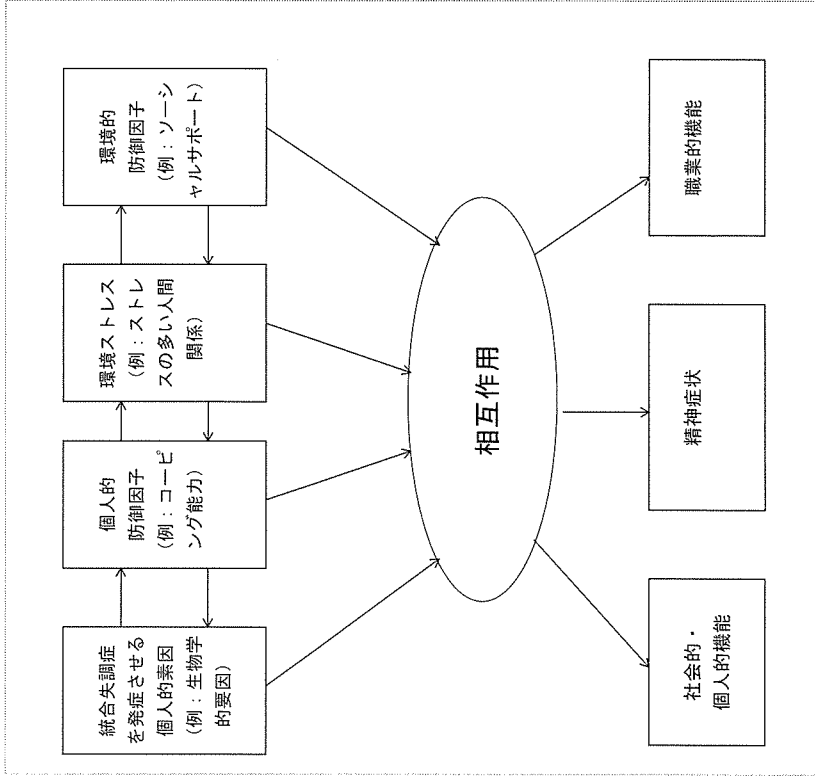 統合失調症
を発症させる
個人的素因
(例：生物学
的要因)
個人的
防御因子
(例：コーピ
ング能力)
環境ストレス
(例：ストレ
スの多い人間
関係)
環境的
防御因子
(例：ソーシ
ャルサポート)
相互作用
社会的・
個人的機能
精神症状
職業的機能